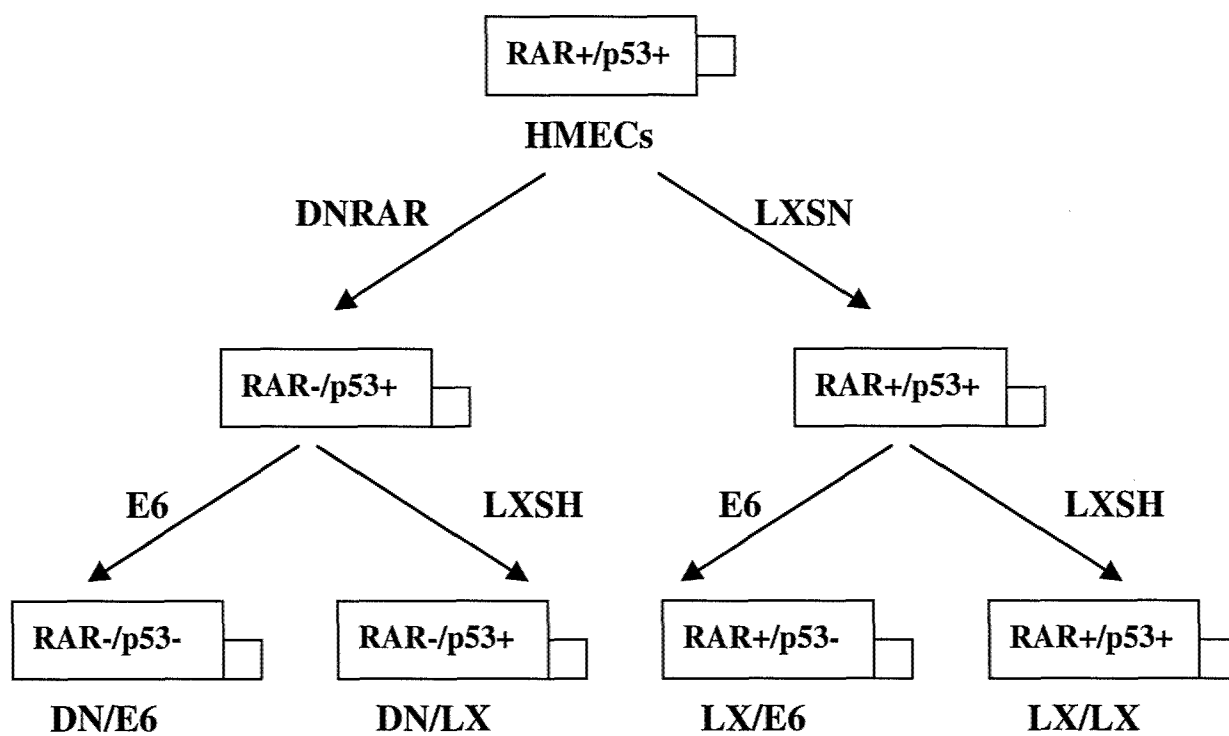 RAR+/p53+
HMECs
DNRAR
LXSN
RAR-/p53+
RAR+/p53+
E6
LXSH
E6
LXSH
RAR-/p53-
RAR-/p53+
RAR+/p53-
RAR+/p53+
DN/E6
DN/LX
LX/E6
LX/LX